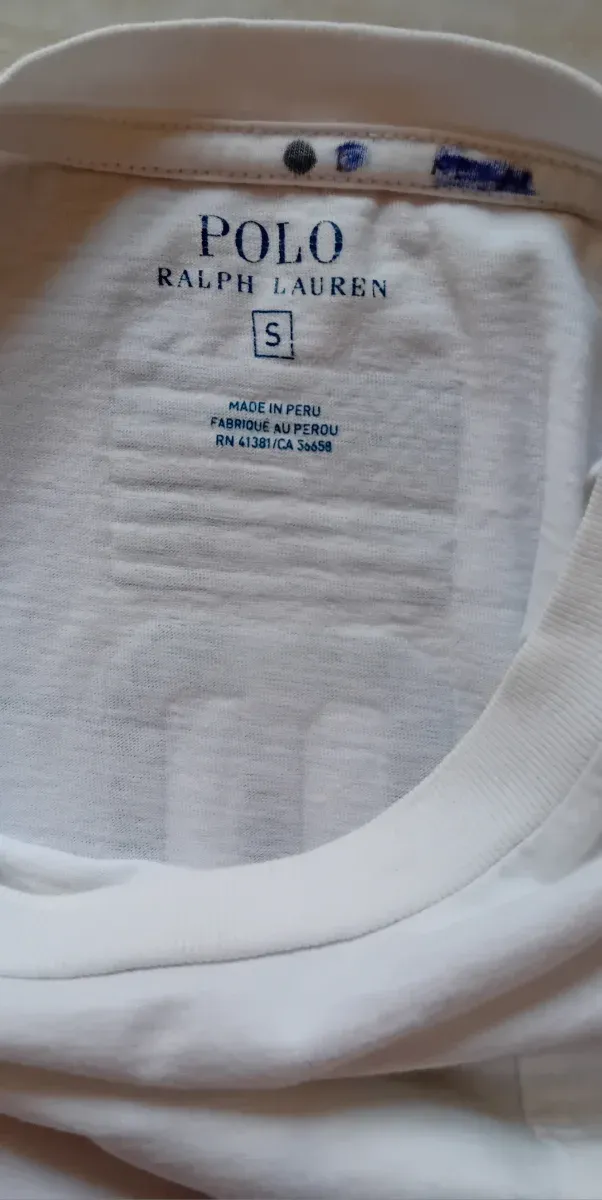 POLO
RALPH LAUREN
S
MADE IN PERU
FABRIQUÉ AU PEROU
RN 41381/CA 36658